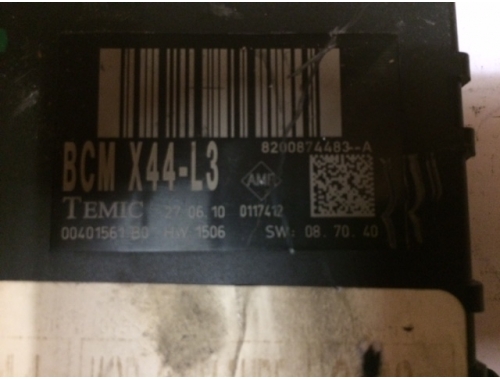 8200874483--A
BCM X44-L3
TEMIC 27 06.10 0117412
00401561 B0 HW 1506 SW: 08. 70. 40